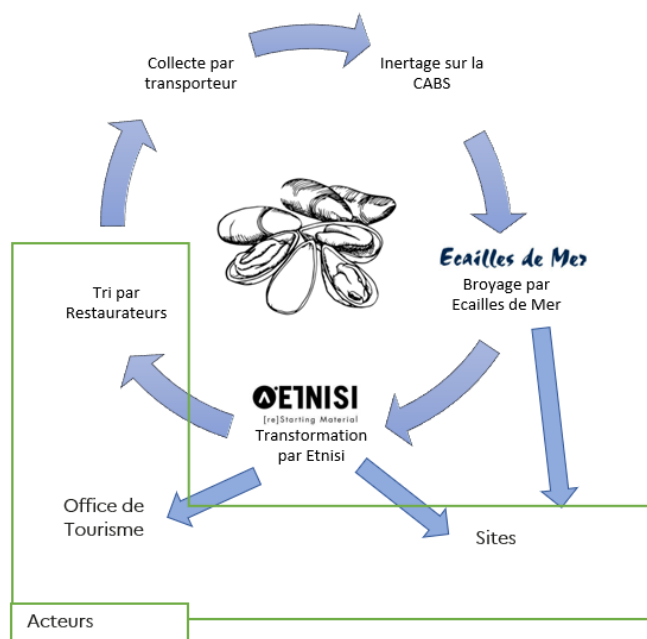 Collecte par
transporteur
Inertage sur la
CABS
Ecailles de Mer
Broyage par
Ecailles de Mer
Tri par
Restaurateurs
ETNISI
[re]Starting Material
Transformation
par Etnisi
Office de
Tourisme
Sites
Acteurs